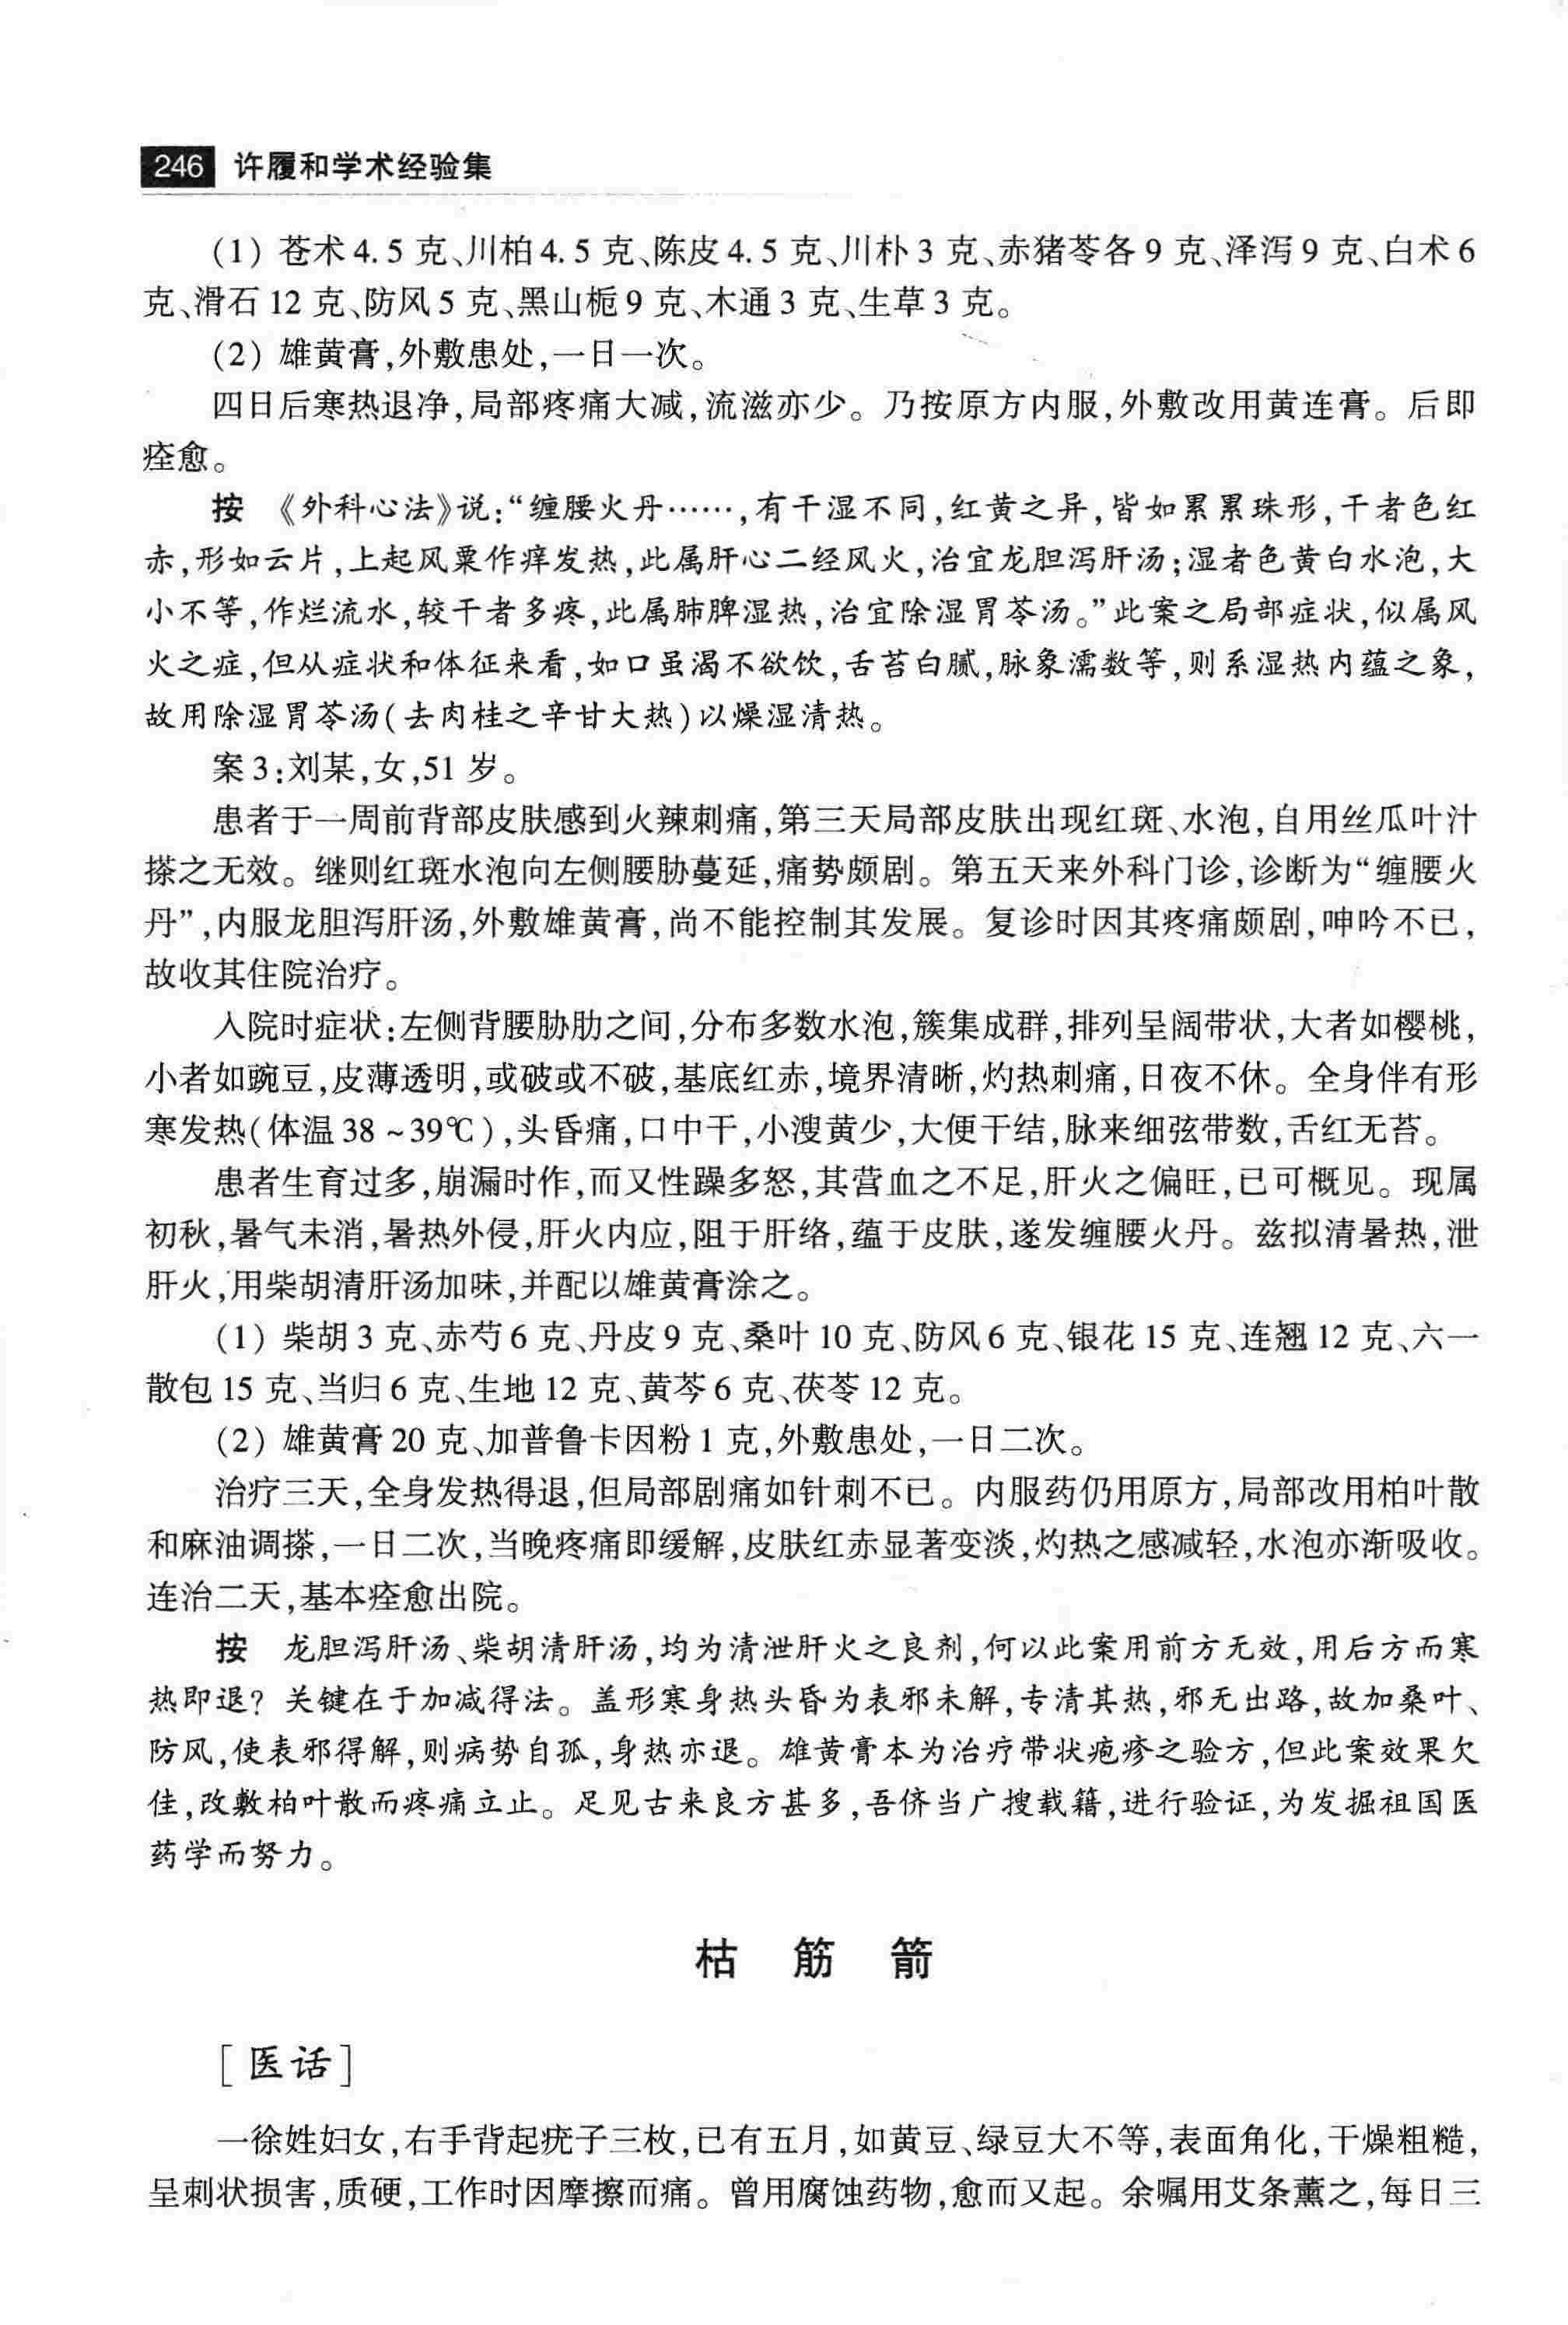 246 许履和学术经验集
(1) 苍术4.5克、川柏4.5克、陈皮4.5克、川朴3克、赤猪苓各9克、泽泻9克、白术6
克、滑石12克、防风5克、黑山栀9克、木通3克、生草3克。
(2) 雄黄膏,外敷患处,一日一次。
四日后寒热退净,局部疼痛大减,流滋亦少。乃按原方内服,外敷改用黄连膏。后即
痊愈。
按 《外科心法》说:“缠腰火丹……,有干湿不同,红黄之异,皆如累累珠形,干者色红
赤,形如云片,上起风粟作痒发热,此属肝心二经风火,治宜龙胆泻肝汤;湿者色黄白水泡,大
小不等,作烂流水,较干者多疼,此属肺脾湿热,治宜除湿胃苓汤。”此案之局部症状,似属风
火之症,但从症状和体征来看,如口虽渴不欲饮,舌苔白腻,脉象濡数等,则系湿热内蕴之象,
故用除湿胃苓汤(去肉桂之辛甘大热)以燥湿清热。
案3:刘某,女,51岁。
患者于一周前背部皮肤感到火辣刺痛,第三天局部皮肤出现红斑、水泡,自用丝瓜叶汁
搽之无效。继则红斑水泡向左侧腰胁蔓延,痛势颇剧。第五天来外科门诊,诊断为“缠腰火
丹”,内服龙胆泻肝汤,外敷雄黄膏,尚不能控制其发展。复诊时因其疼痛颇剧,呻吟不已,
故收其住院治疗。
入院时症状:左侧背腰胁肋之间,分布多数水泡,簇集成群,排列呈阔带状,大者如樱桃,
小者如豌豆,皮薄透明,或破或不破,基底红赤,境界清晰,灼热刺痛,日夜不休。全身伴有形
寒发热(体温38~39℃),头昏痛,口中干,小溲黄少,大便干结,脉来细弦带数,舌红无苔。
患者生育过多,崩漏时作,而又性躁多怒,其营血之不足,肝火之偏旺,已可概见。现属
初秋,暑气未消,暑热外侵,肝火内应,阻于肝络,蕴于皮肤,遂发缠腰火丹。兹拟清暑热,泄
肝火,用柴胡清肝汤加味,并配以雄黄膏涂之。
(1) 柴胡3克、赤芍6克、丹皮9克、桑叶10克、防风6克、银花15克、连翘12克、六一
散包15克、当归6克、生地12克、黄芩6克、茯苓12克。
(2) 雄黄膏20克、加普鲁卡因粉1克,外敷患处,一日二次。
治疗三天,全身发热得退,但局部剧痛如针刺不已。内服药仍用原方,局部改用柏叶散
和麻油调搽,一日二次,当晚疼痛即缓解,皮肤红赤显著变淡,灼热之感减轻,水泡亦渐吸收。
连治二天,基本痊愈出院。
按 龙胆泻肝汤、柴胡清肝汤,均为清泄肝火之良剂,何以此案用前方无效,用后方而寒
热即退?关键在于加减得法。盖形寒身热头昏为表邪未解,专清其热,邪无出路,故加桑叶、
防风,使表邪得解,则病势自孤,身热亦退。雄黄膏本为治疗带状疱疹之验方,但此案效果欠
佳,改敷柏叶散而疼痛立止。足见古来良方甚多,吾侪当广搜载籍,进行验证,为发掘祖国医
药学而努力。
枯 筋 箭
[医话]
一徐姓妇女,右手背起疣子三枚,已有五月,如黄豆、绿豆大不等,表面角化,干燥粗糙,
呈刺状损害,质硬,工作时因摩擦而痛。曾用腐蚀药物,愈而又起。余嘱用艾条薰之,每日三